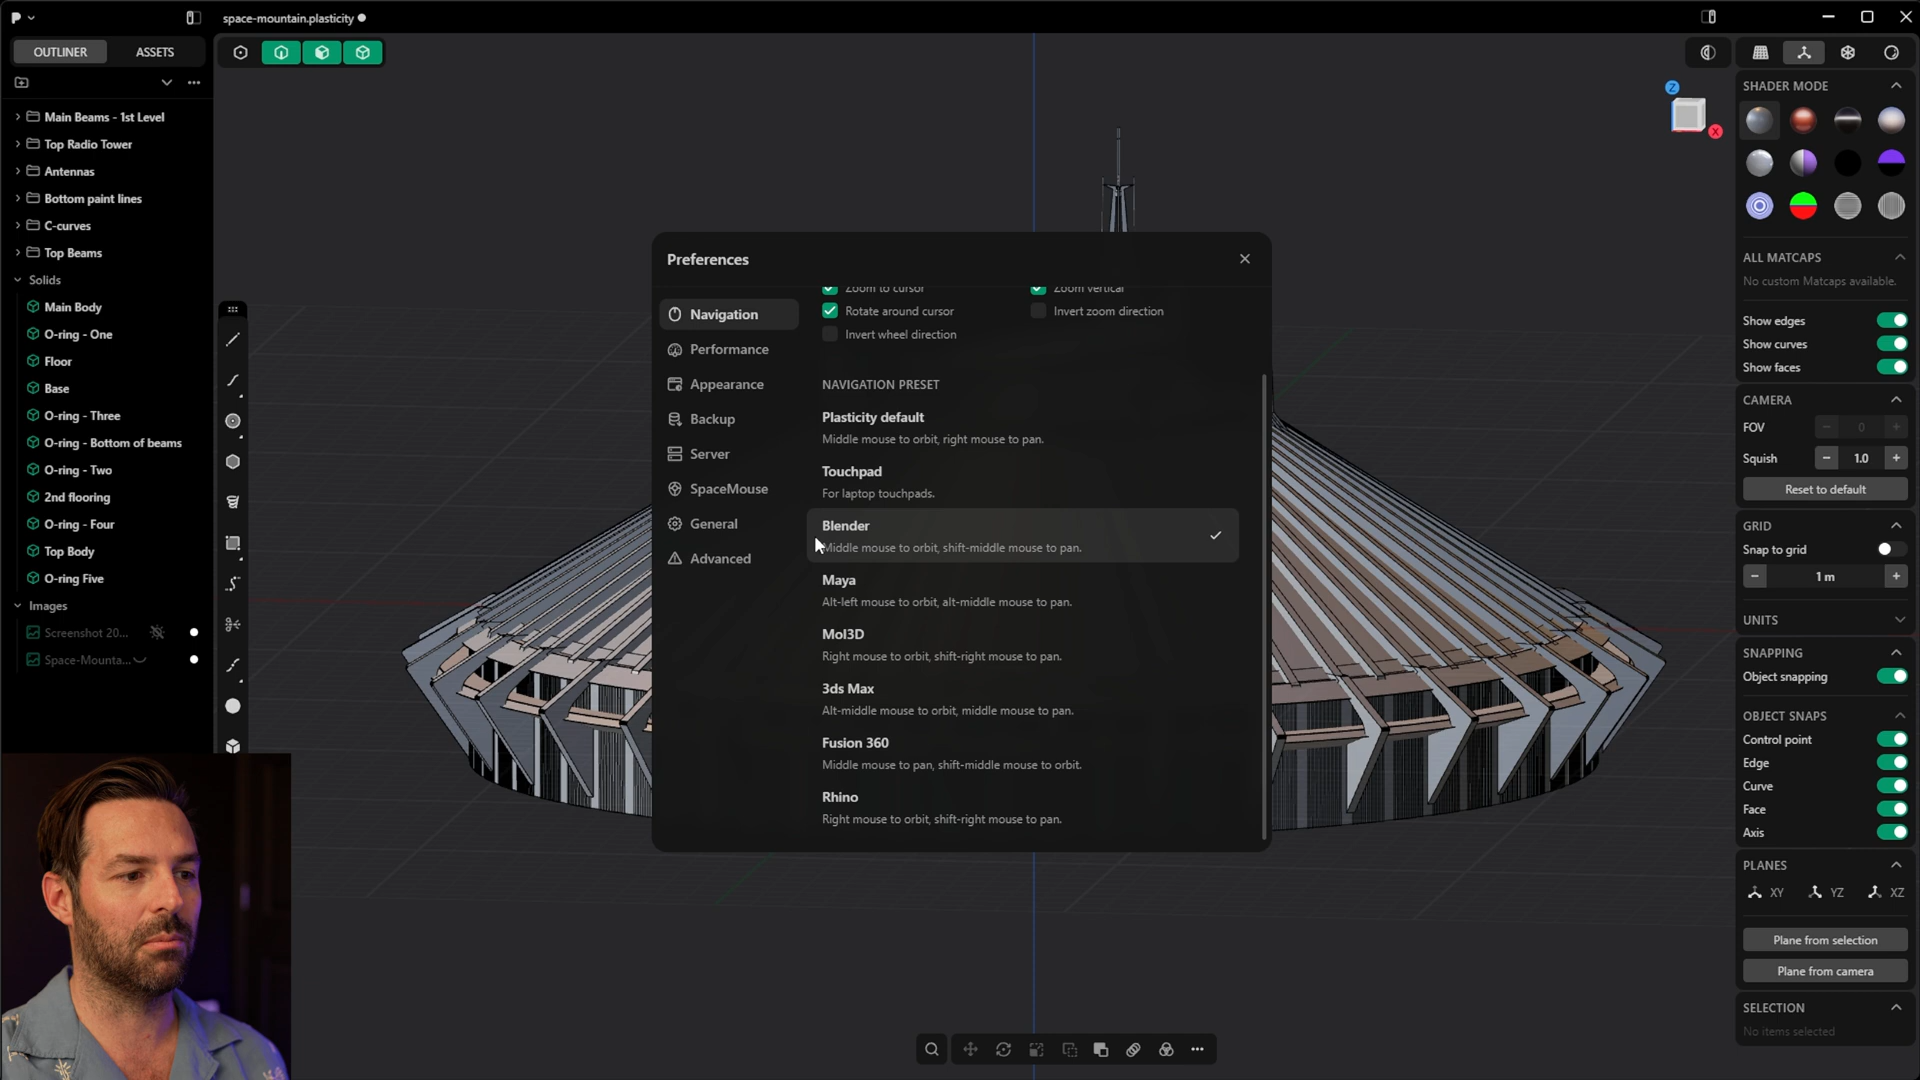 space-mountain.plasticity
OUTLINER
ASSETS
Main Beams - 1st Level
Top Radio Tower
Antennas
Bottom paint lines
C-curves
Top Beams
Solids
Main Body
O-ring - One
Floor
Base
O-ring - Three
O-ring - Bottom of beams
O-ring - Two
2nd flooring
O-ring - Four
Top Body
O-ring Five
Images
Screenshot 20...
Space-Mounta...
Preferences
Navigation
Performance
Appearance
Backup
Server
SpaceMouse
General
Advanced
Zoom to cursor
Zoom vertical
Rotate around cursor
Invert zoom direction
Invert wheel direction
NAVIGATION PRESET
Plasticity default
Middle mouse to orbit, right mouse to pan.
Touchpad
For laptop touchpads.
Blender
Middle mouse to orbit, shift-middle mouse to pan.
Maya
Alt-left mouse to orbit, alt-middle mouse to pan.
MoI3D
Right mouse to orbit, shift-right mouse to pan.
3ds Max
Alt-middle mouse to orbit, middle mouse to pan.
Fusion 360
Middle mouse to pan, shift-middle mouse to orbit.
Rhino
Right mouse to orbit, shift-right mouse to pan.
Z
X
SHADER MODE
ALL MATCAPS
No custom Matcaps available.
Show edges
Show curves
Show faces
CAMERA
FOV
0
Squish
1.0
Reset to default
GRID
Snap to grid
1 m
UNITS
SNAPPING
Object snapping
OBJECT SNAPS
Control point
Edge
Curve
Face
Axis
PLANES
XY YZ XZ
Plane from selection
Plane from camera
SELECTION
No items selected